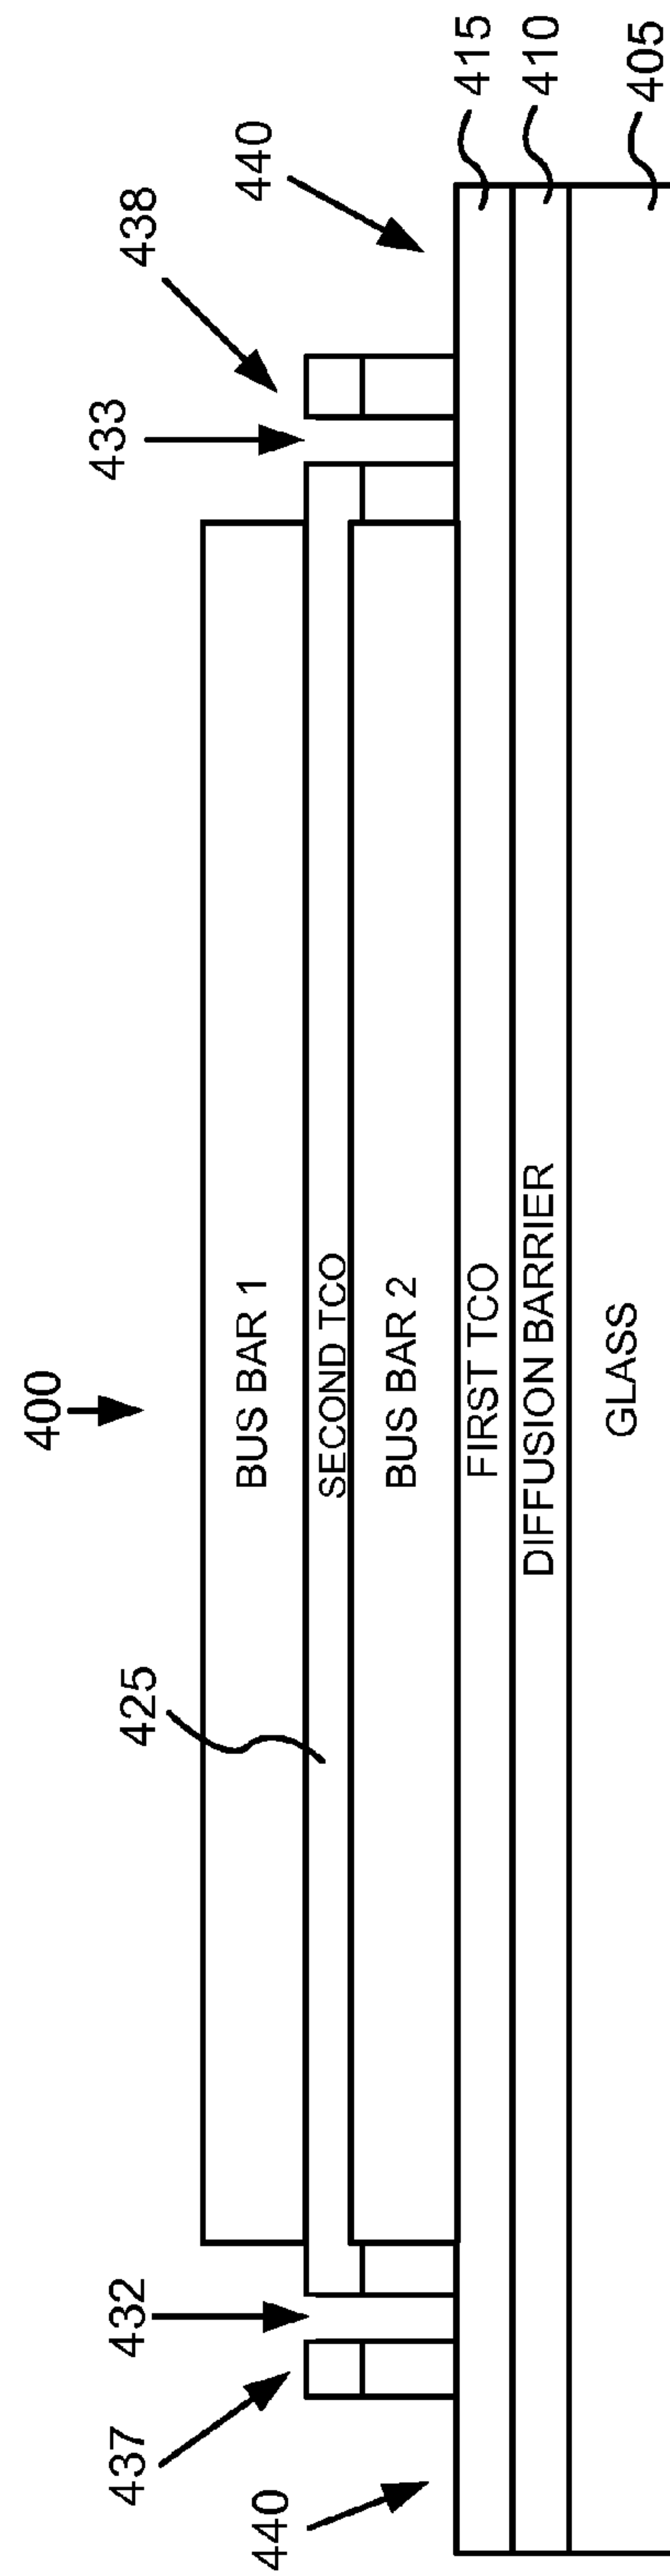 400
437
432
425
433
438
440
BUS BAR 1
440
SECOND TCO
BUS BAR 2
FIRST TCO
415
DIFFUSION BARRIER
410
GLASS
405